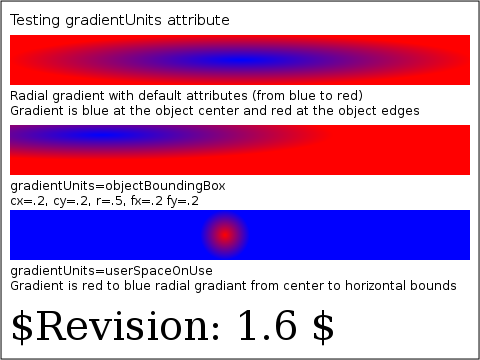 Testing gradientUnits attribute
Radial gradient with default attributes (from blue to red)
Gradient is blue at the object center and red at the object edges
gradientUnits=objectBoundingBox
cx=.2, cy=.2, r=.5, fx=.2 fy=.2
gradientUnits=userSpaceOnUse
Gradient is red to blue radial gradiant from center to horizontal bounds
$Revision: 1.6 $